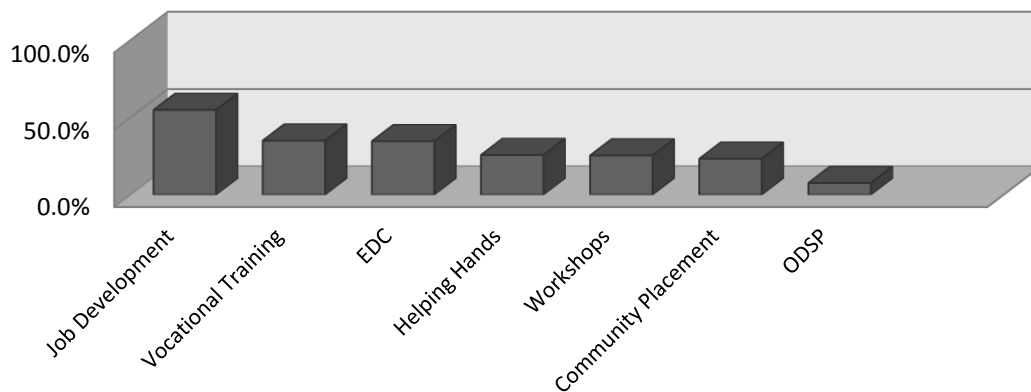 100.0%
50.0%
0.0%
Job Development
Vocational Training
EDC
Helping Hands
Workshops
Community Placement
ODSP